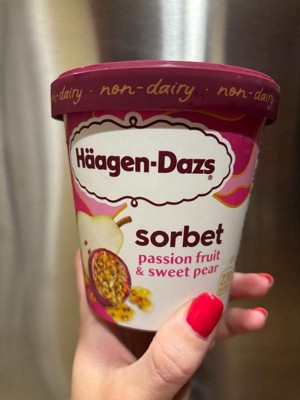 non-dairy · non-dairy · non-dairy
Häagen-Dazs
sorbet
passion fruit
& sweet pear